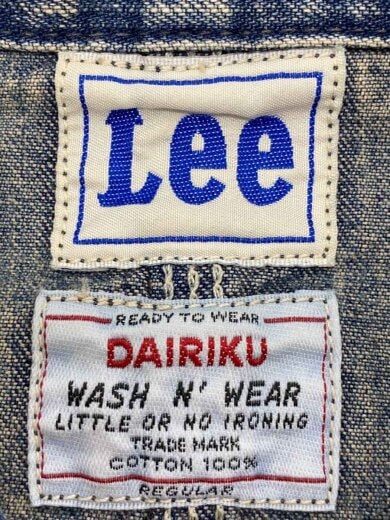 Lee
READY TO WEAR
DAIRIKU
WASH N' WEAR
LITTLE OR NO IRONING
TRADE MARK
COTTON 100%
REGULAR